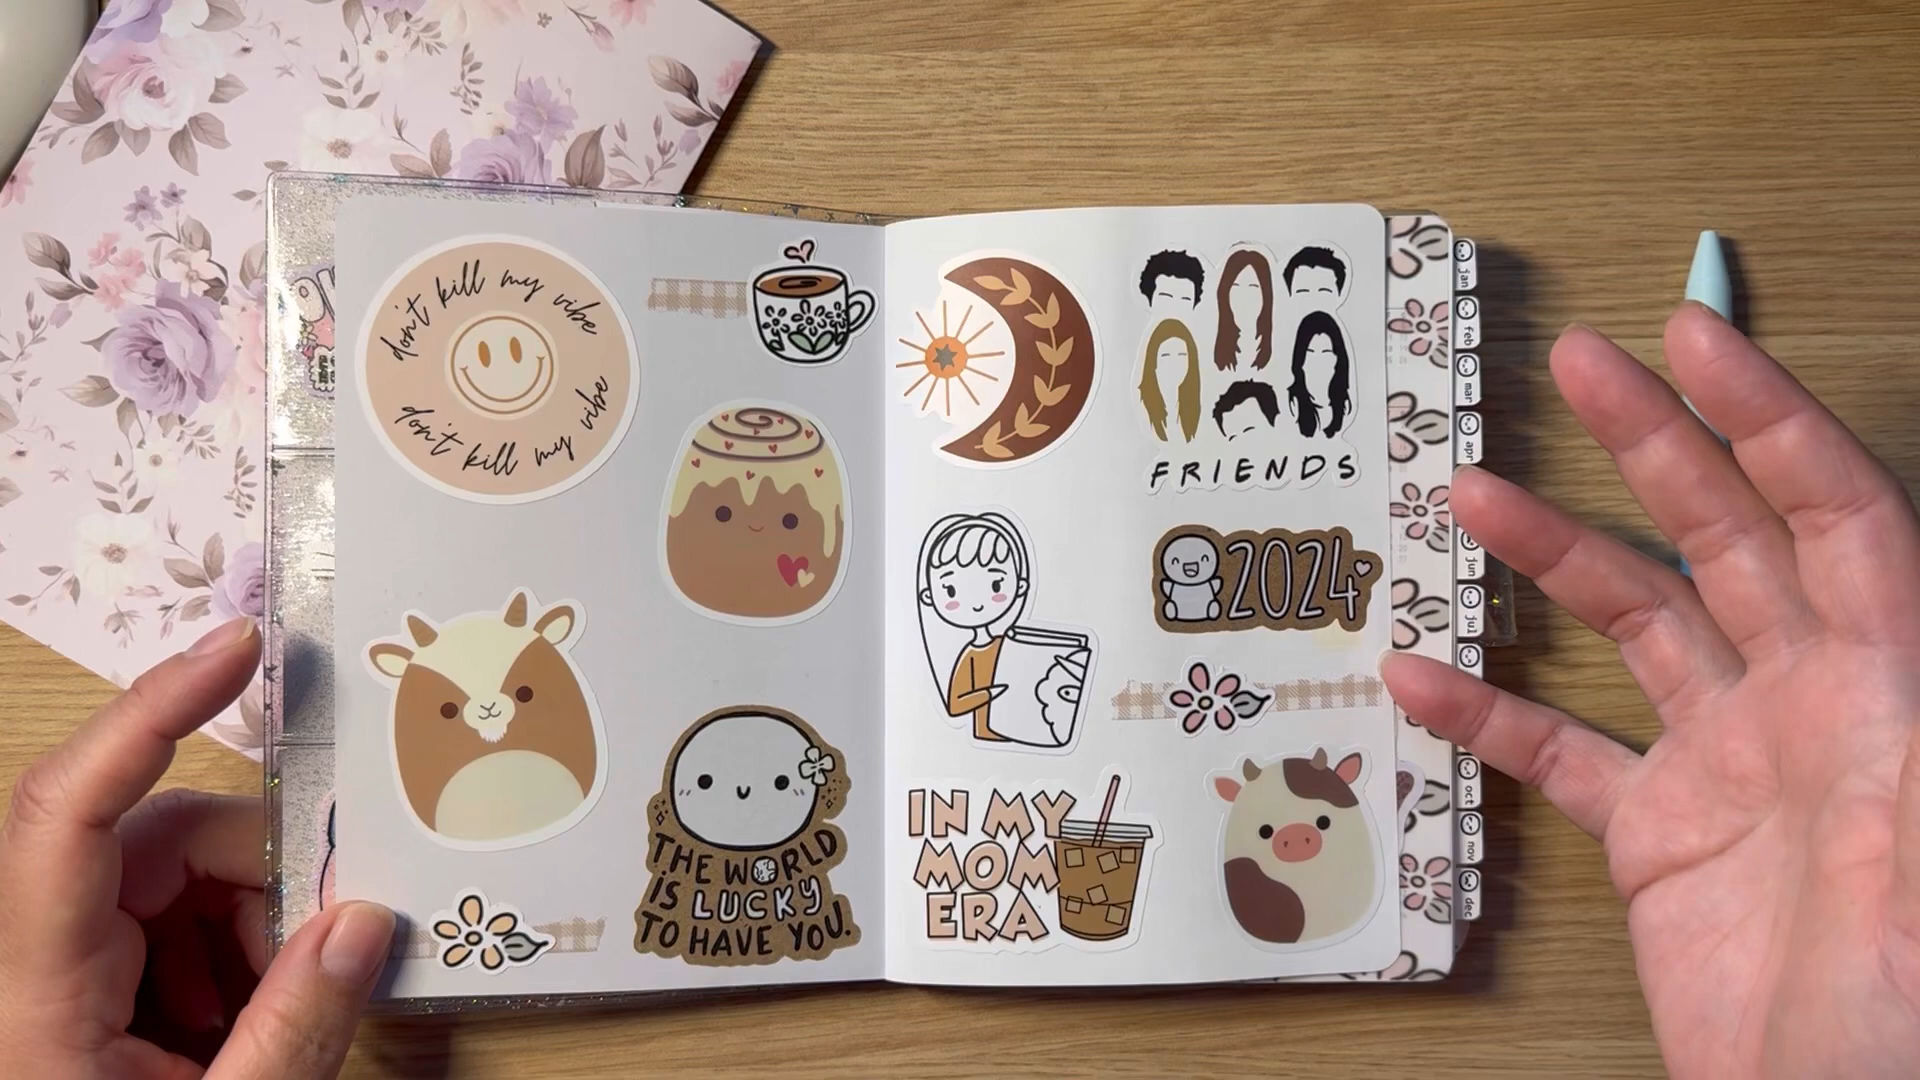 don't kill my vibe
don't kill my vibe
THE WORLD
IS LUCKY
TO HAVE YOU.
FRIENDS
2024
IN MY
MOM
ERA
jan
feb
mar
apr
jun
jul
oct
nov
dec